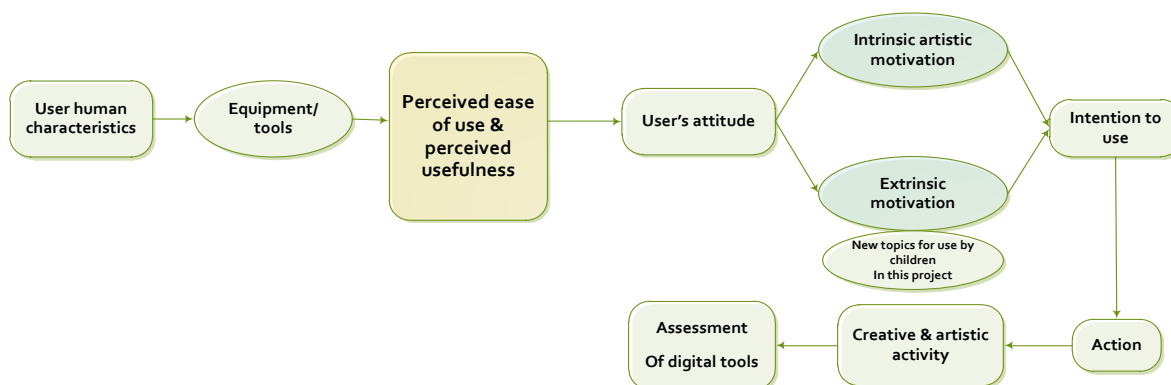 User human
characteristics
Equipment/
tools
Perceived ease
of use &
perceived
usefulness
User's attitude
Intrinsic artistic
motivation
Extrinsic
motivation
New topics for use by
children
In this project
Intention to
use
Action
Creative & artistic
activity
Assessment
Of digital tools